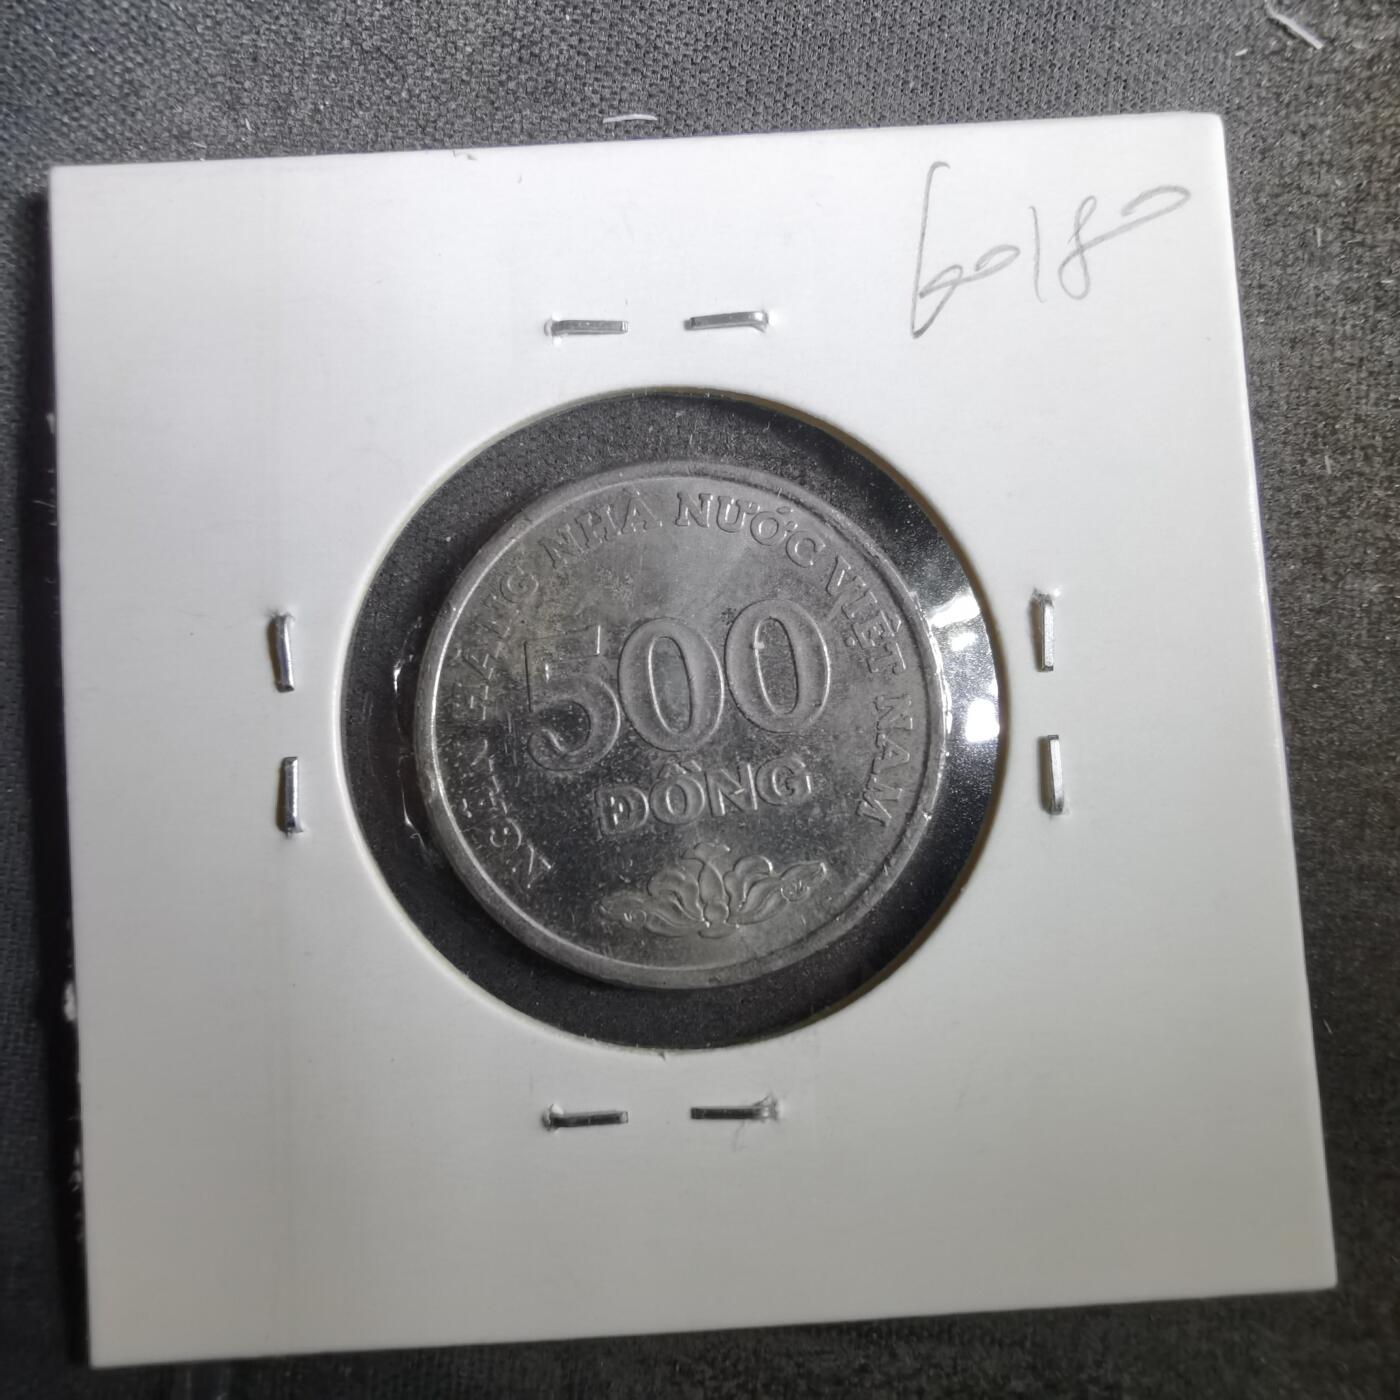 60180
NGÂN HÀNG NHÀ NƯỚC VIỆT NAM
500
ĐỒNG